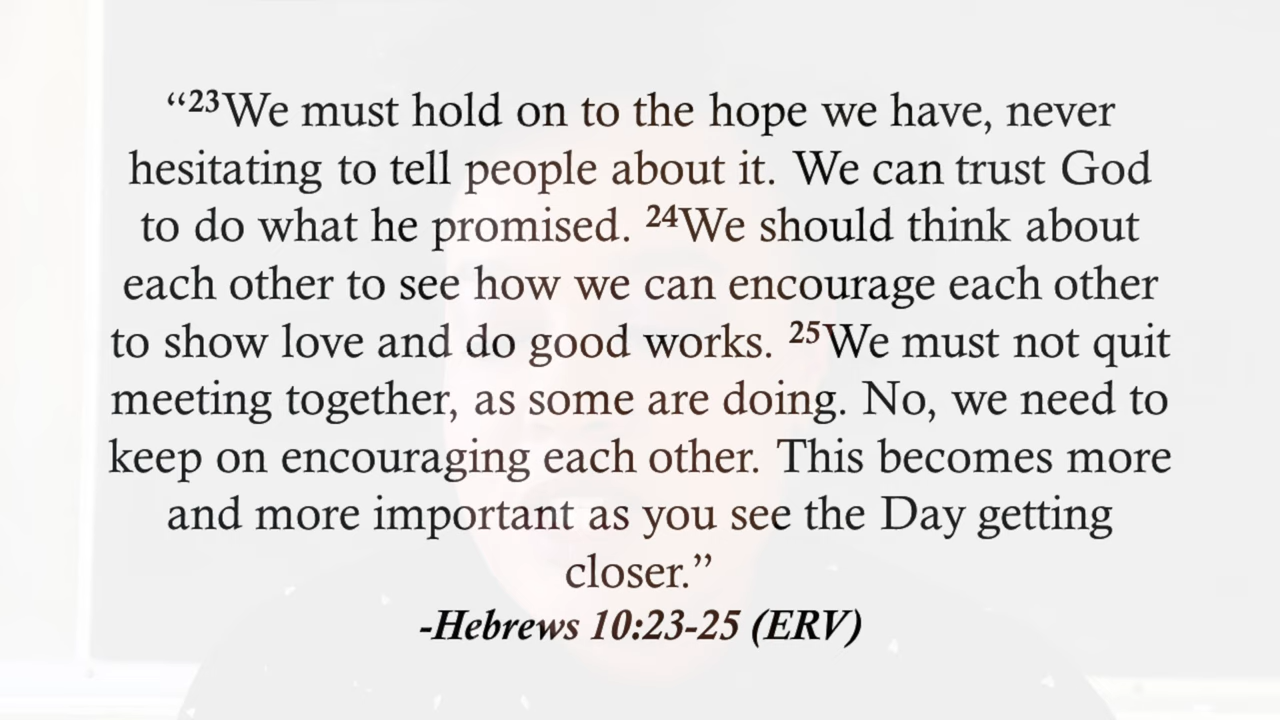 “²³We must hold on to the hope we have, never
hesitating to tell people about it. We can trust God
to do what he promised. ²⁴We should think about
each other to see how we can encourage each other
to show love and do good works. ²⁵We must not quit
meeting together, as some are doing. No, we need to
keep on encouraging each other. This becomes more
and more important as you see the Day getting
closer.”
-Hebrews 10:23-25 (ERV)